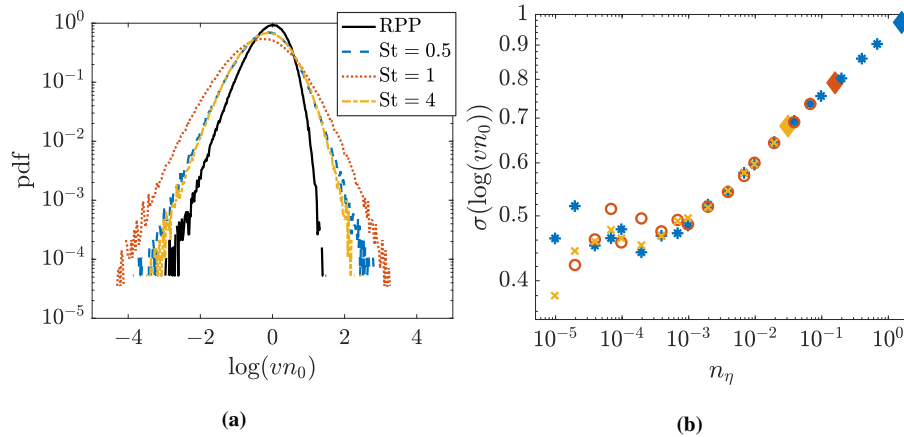 10^1
10^0
10^-1
10^-2
10^-3
10^-4
10^-5
pdf
RPP
St = 0.5
St = 1
St = 4
−4 −2 0 2 4
log(vn_0)
(a)
1
0.9
0.8
0.7
0.6
0.5
0.4
σ(log(vn_0))
10^-5 10^-4 10^-3 10^-2 10^-1 10^0
n_η
(b)